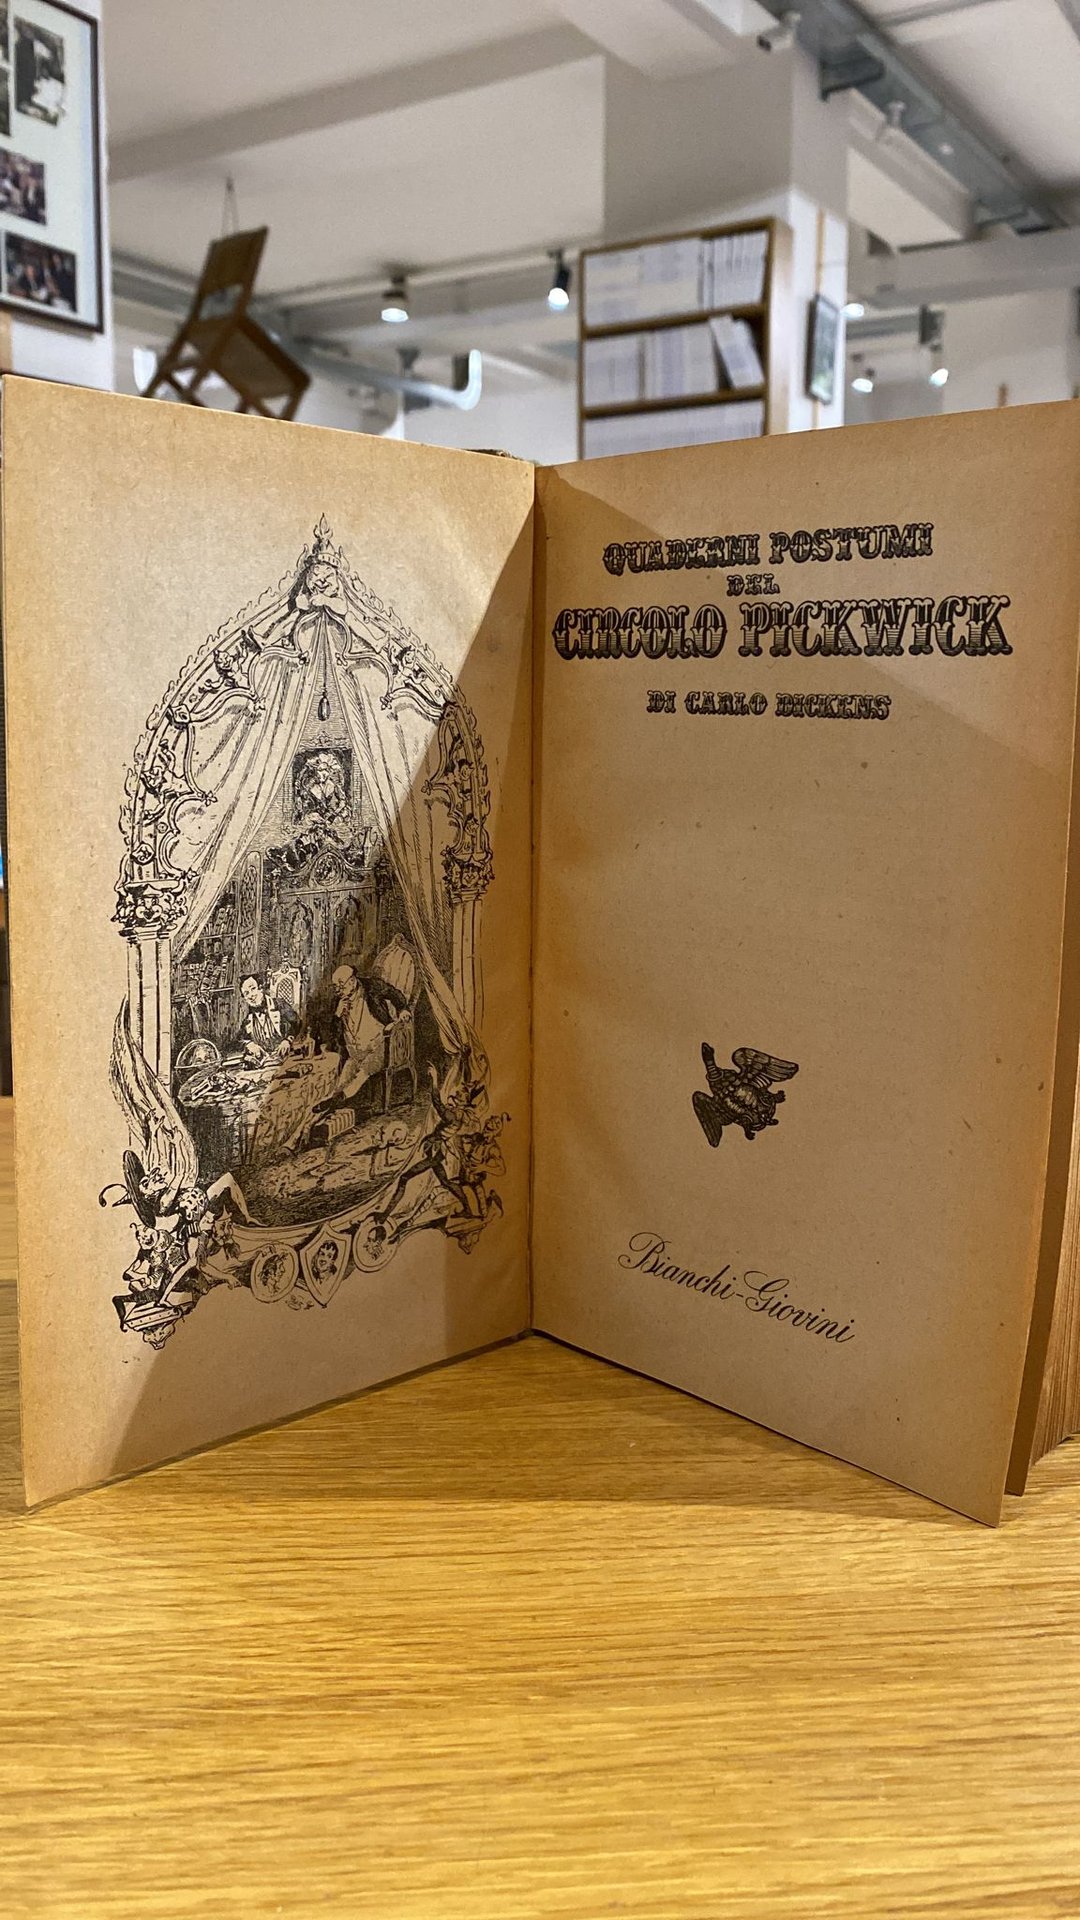 QUADERNI POSTUMI
DEL
CIRCOLO PICKWICK
DI CARLO DICKENS
Bianchi-Giovini